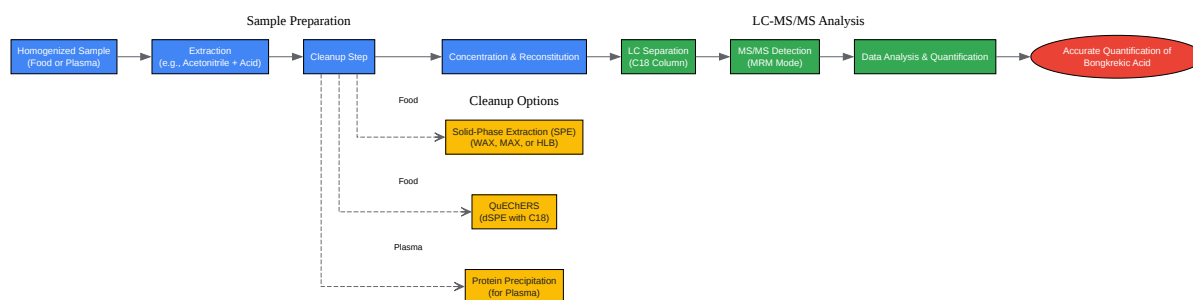 Sample Preparation
LC-MS/MS Analysis
Homogenized Sample
(Food or Plasma)
Extraction
(e.g., Acetonitrile + Acid)
Cleanup Step
Concentration & Reconstitution
LC Separation
(C18 Column)
MS/MS Detection
(MRM Mode)
Data Analysis & Quantification
Accurate Quantification of
Bongkrekic Acid
Food
Cleanup Options
Solid-Phase Extraction (SPE)
(WAX, MAX, or HLB)
Food
QuEChERS
(dSPE with C18)
Plasma
Protein Precipitation
(for Plasma)